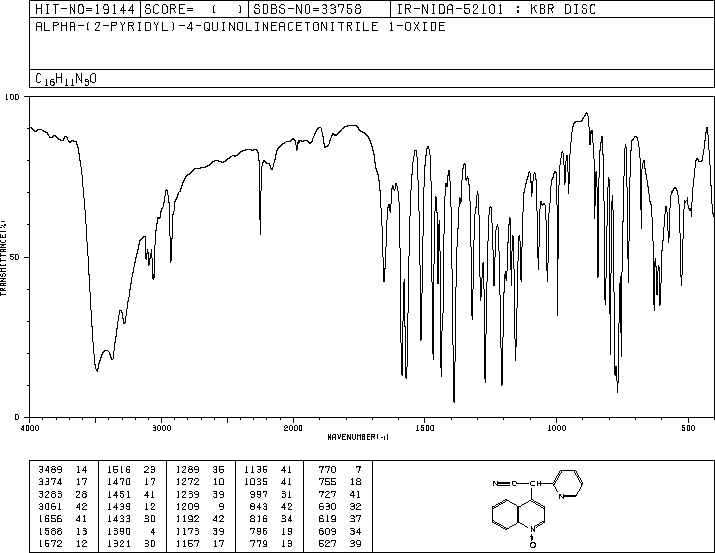 HIT-NO=19144 SCORE= ( ) SDBS-NO=33758 IR-NIDA-52101 : KBR DISC
ALPHA-(2-PYRIDYL)-4-QUINOLINEACETONITRILE 1-OXIDE
C16H11N3O
100
50
0
TRANSMITTANCE(%)
4000 3000 2000 1500 1000 500
WAVENUMBER(-1)
3489 14 1516 23 1289 35 1136 41 770 7
3374 17 1470 17 1272 10 1035 41 755 18
3283 28 1451 41 1239 39 997 31 727 41
3061 42 1439 12 1209 9 843 42 630 32
1656 41 1433 30 1192 42 816 34 619 37
1588 13 1390 4 1173 39 796 19 609 34
1572 12 1321 30 1157 17 779 13 527 39
N
CH
N
N
O